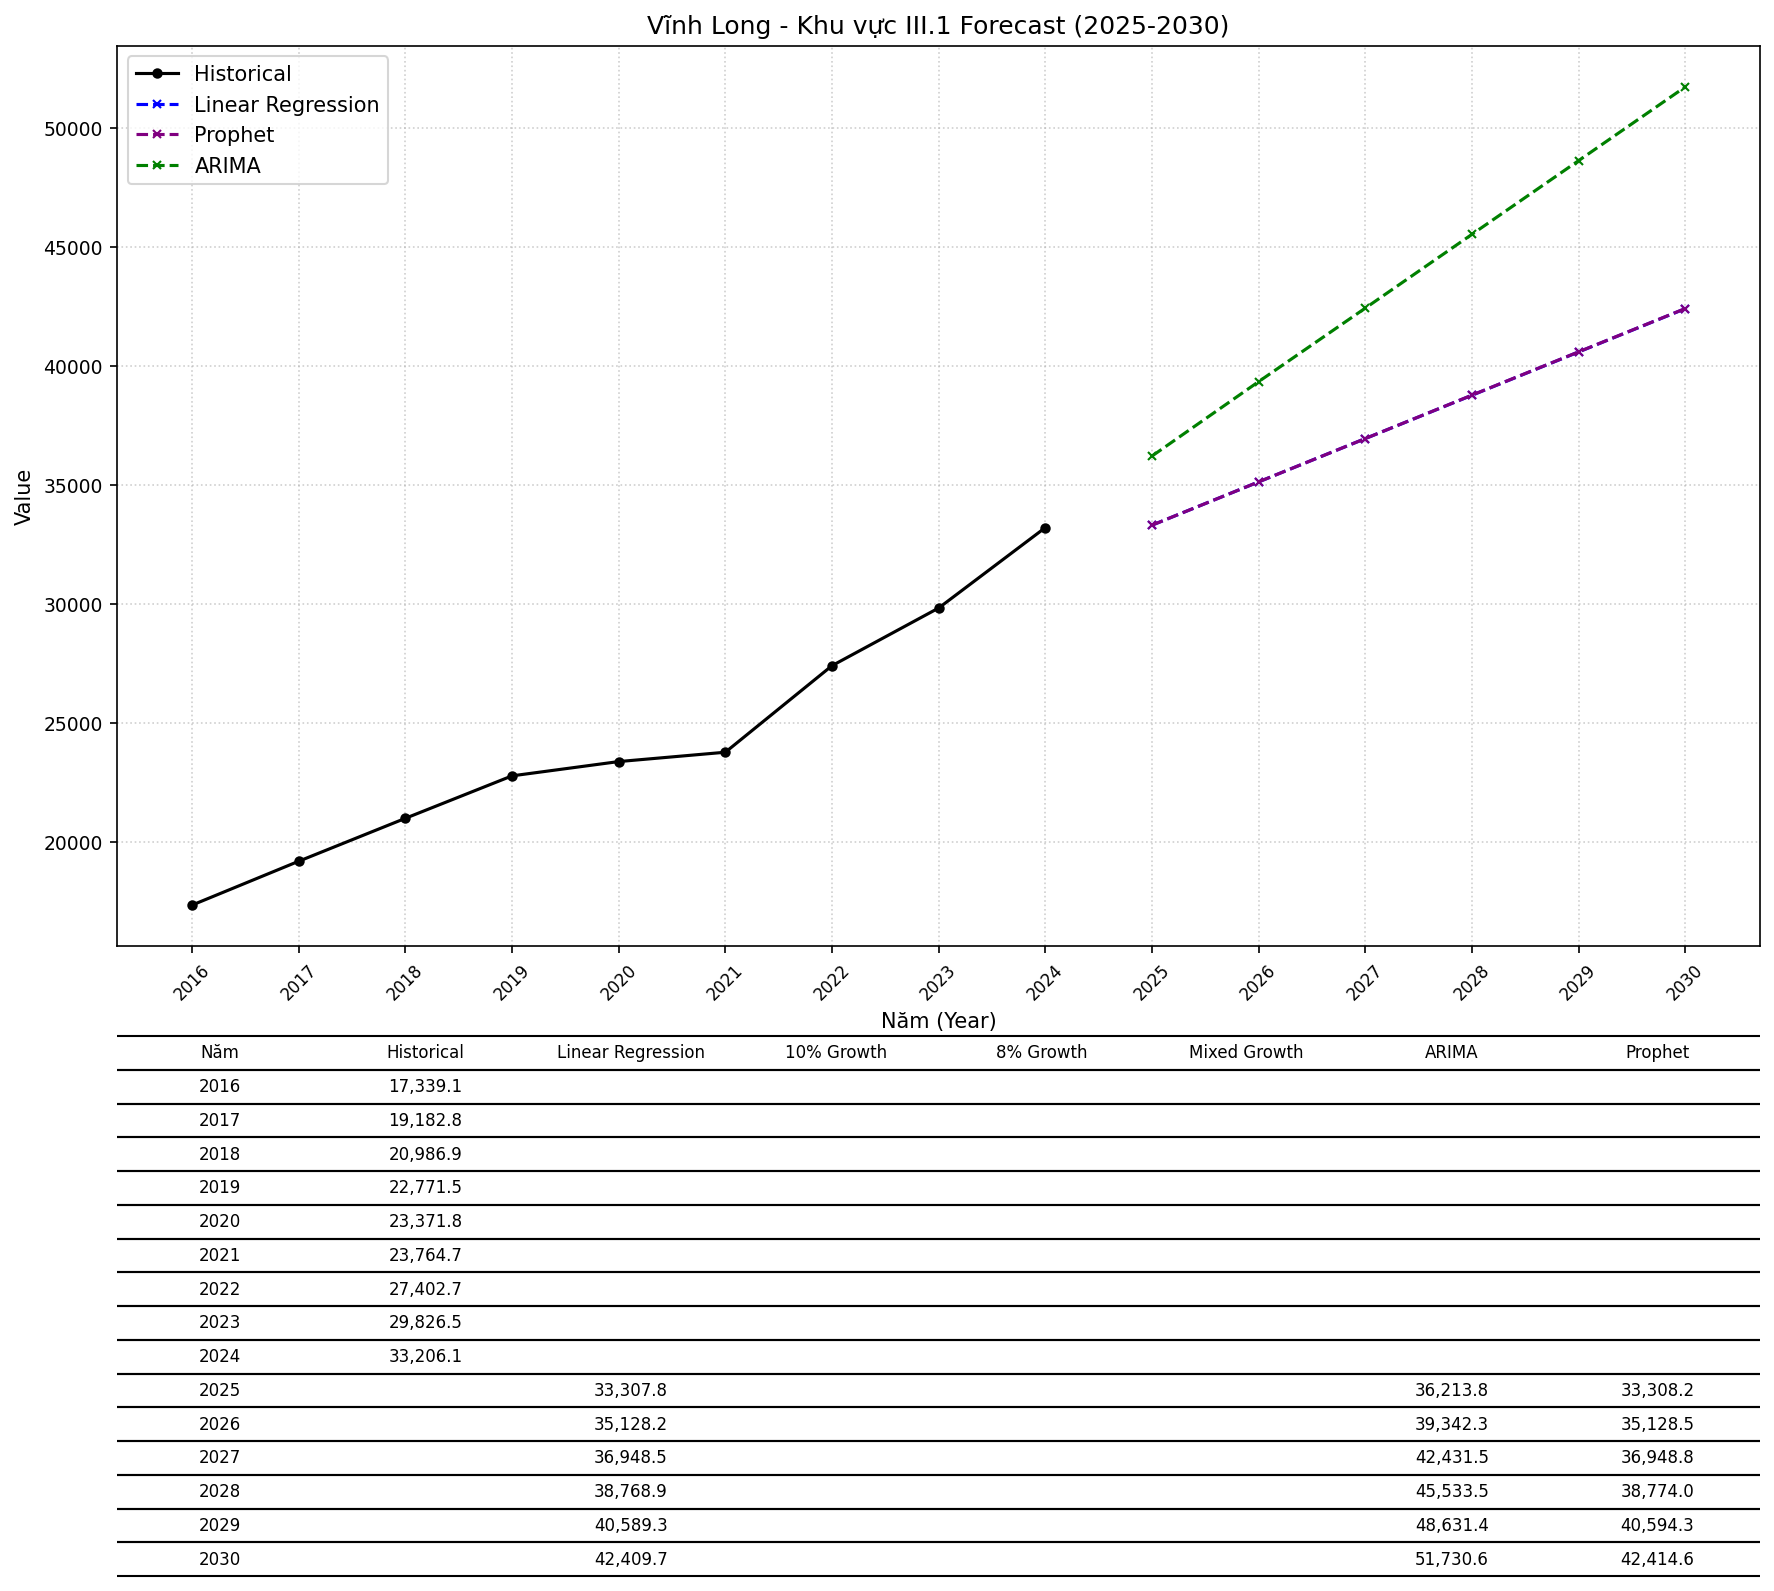 Vĩnh Long - Khu vực III.1 Forecast (2025-2030)
Historical
Linear Regression
Prophet
ARIMA
50000
45000
40000
35000
30000
25000
20000
Value
2016 2017 2018 2019 2020 2021 2022 2023 2024 2025 2026 2027 2028 2029 2030
Năm (Year)
Năm Historical Linear Regression 10% Growth 8% Growth Mixed Growth ARIMA Prophet
2016 17,339.1
2017 19,182.8
2018 20,986.9
2019 22,771.5
2020 23,371.8
2021 23,764.7
2022 27,402.7
2023 29,826.5
2024 33,206.1
2025 33,307.8 36,213.8 33,308.2
2026 35,128.2 39,342.3 35,128.5
2027 36,948.5 42,431.5 36,948.8
2028 38,768.9 45,533.5 38,774.0
2029 40,589.3 48,631.4 40,594.3
2030 42,409.7 51,730.6 42,414.6